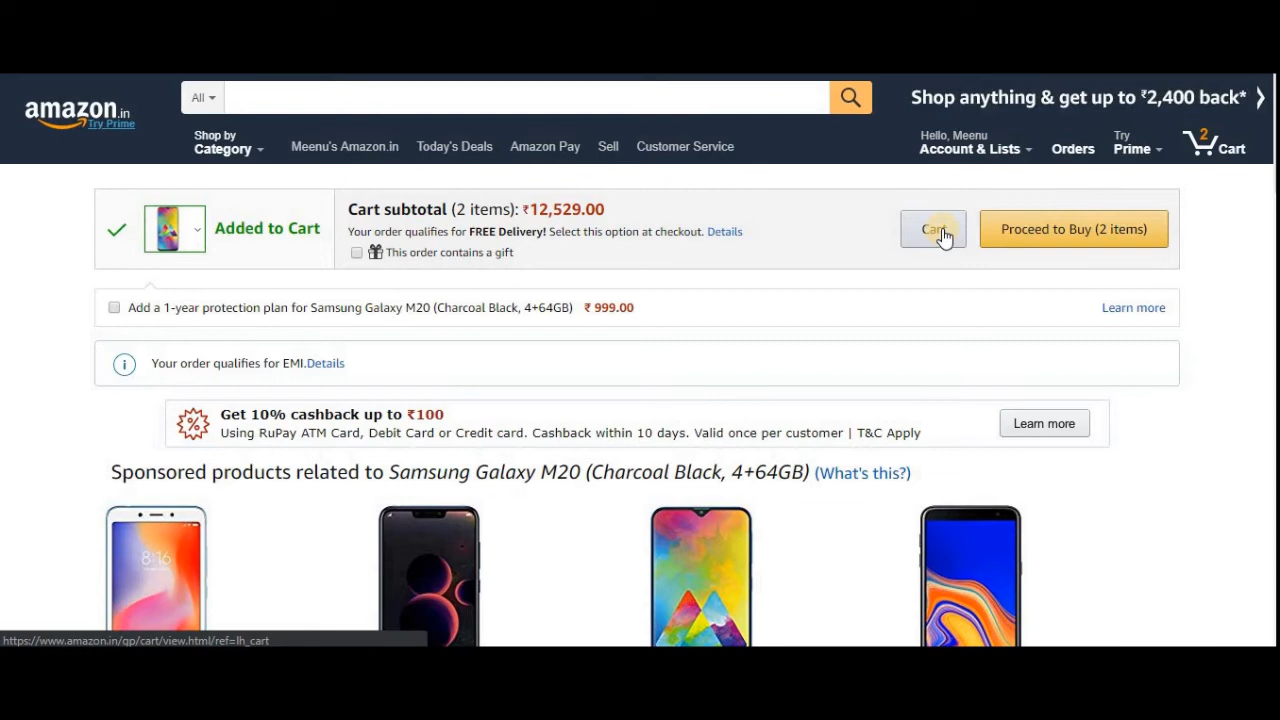 All
Shop anything & get up to ₹2,400 back*
amazon.in
Try Prime
Shop by
Category
Meenu's Amazon.in
Today's Deals
Amazon Pay
Sell
Customer Service
Hello, Meenu
Account & Lists
Orders
Try
Prime
2
Cart
Added to Cart
Cart subtotal (2 items): ₹12,529.00
Your order qualifies for FREE Delivery! Select this option at checkout. Details
This order contains a gift
Cart
Proceed to Buy (2 items)
Add a 1-year protection plan for Samsung Galaxy M20 (Charcoal Black, 4+64GB) ₹ 999.00
Learn more
Your order qualifies for EMI.Details
Get 10% cashback up to ₹100
Using RuPay ATM Card, Debit Card or Credit card. Cashback within 10 days. Valid once per customer | T&C Apply
Learn more
Sponsored products related to Samsung Galaxy M20 (Charcoal Black, 4+64GB) (What's this?)
8:16
https://www.amazon.in/gp/cart/view.html/ref=lh_cart